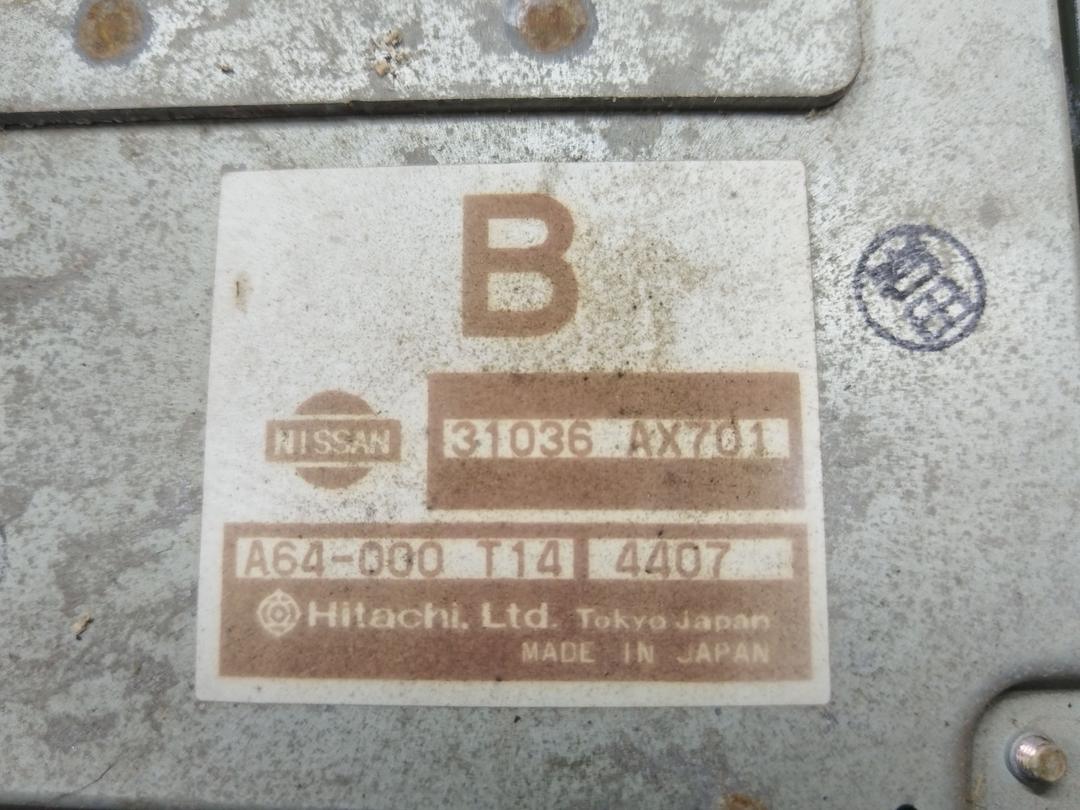 B
NISSAN
31036 AX701
A64-000 T14 4407
Hitachi, Ltd. Tokyo Japan
MADE IN JAPAN